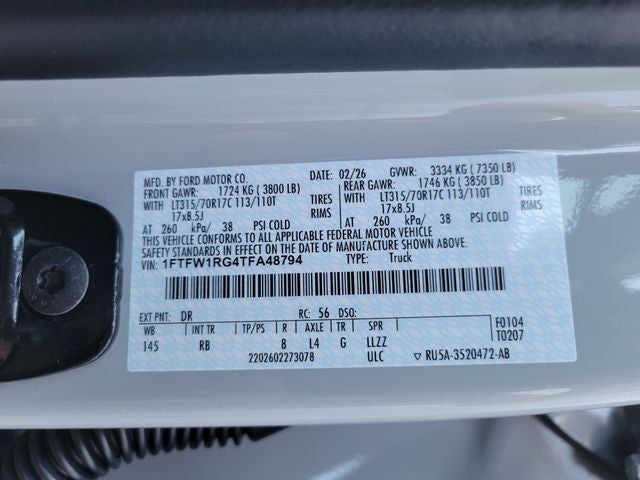 MFD. BY FORD MOTOR CO. DATE: 02/26 GVWR: 3334 KG ( 7350 LB)
FRONT GAWR: 1724 KG ( 3800 LB) REAR GAWR: 1746 KG ( 3850 LB)
WITH LT315/70R17C 113/110T TIRES WITH LT315/70R17C 113/110T TIRES
17x8.5J RIMS 17x8.5J RIMS
AT 260 kPa/ 38 PSI COLD AT 260 kPa/ 38 PSI COLD
THIS VEHICLE CONFORMS TO ALL APPLICABLE FEDERAL MOTOR VEHICLE
SAFETY STANDARDS IN EFFECT ON THE DATE OF MANUFACTURE SHOWN ABOVE.
VIN: 1FTFW1RG4TFA48794 TYPE: Truck
EXT PNT: DR RC: 56 DSO:
WB INT TR TP/PS R AXLE TR SPR F0104
145 RB 8 L4 G LLZZ T0207
2202602273078 ULC ▽ RU5A-3520472-AB